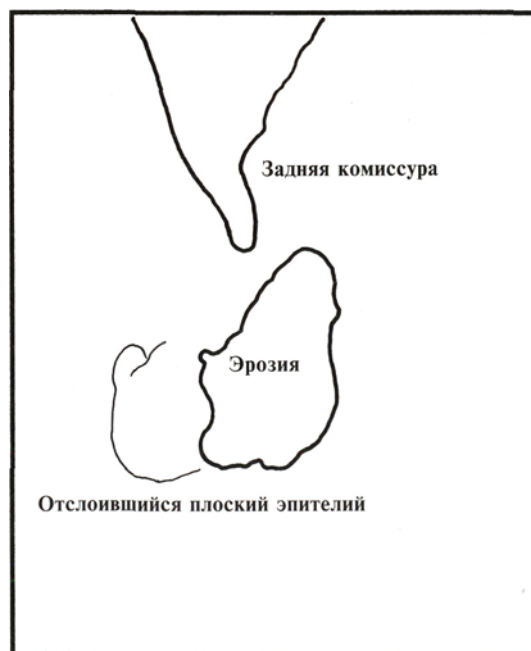 Задняя комиссура
Эрозия
Отслоившийся плоский эпителий